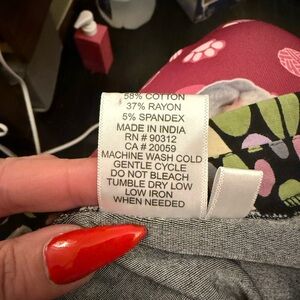 58% COTTON
37% RAYON
5% SPANDEX
MADE IN INDIA
RN # 90312
CA # 20059
MACHINE WASH COLD
GENTLE CYCLE
DO NOT BLEACH
TUMBLE DRY LOW
LOW IRON
WHEN NEEDED